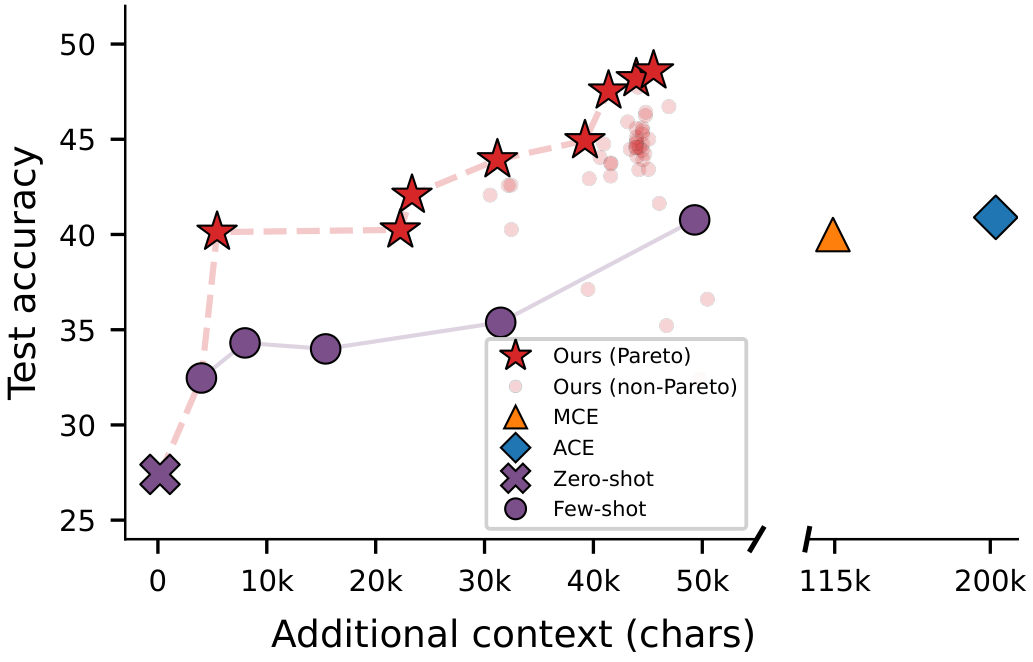 Test accuracy
50
45
40
35
30
25
Ours (Pareto)
Ours (non-Pareto)
MCE
ACE
Zero-shot
Few-shot
0 10k 20k 30k 40k 50k 115k 200k
Additional context (chars)